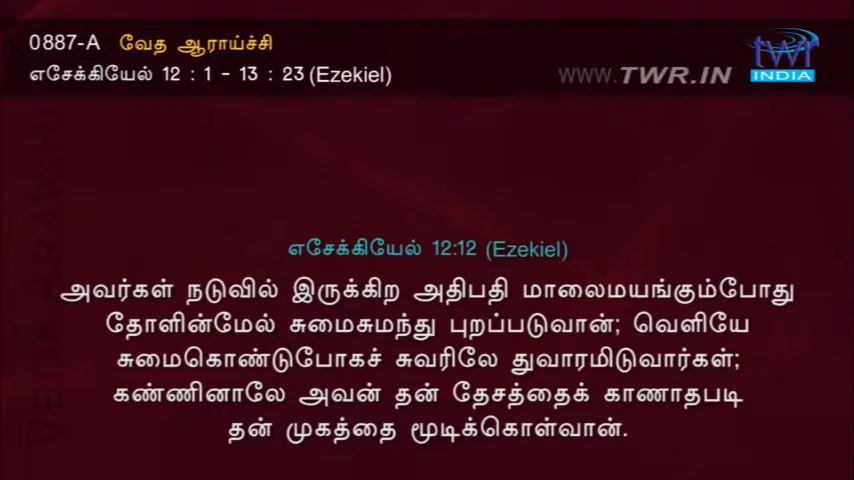 0887-A வேத ஆராய்ச்சி
எசேக்கியேல் 12 : 1 - 13 : 23 (Ezekiel)
WWW.TWR.IN
twr
INDIA
எசேக்கியேல் 12:12 (Ezekiel)
அவர்கள் நடுவில் இருக்கிற அதிபதி மாலைமயங்கும்போது
தோளின்மேல் சுமைசுமந்து புறப்படுவான்; வெளியே
சுமைகொண்டுபோகச் சுவரிலே துவாரமிடுவார்கள்;
கண்ணினாலே அவன் தன் தேசத்தைக் காணாதபடி
தன் முகத்தை மூடிக்கொள்வான்.